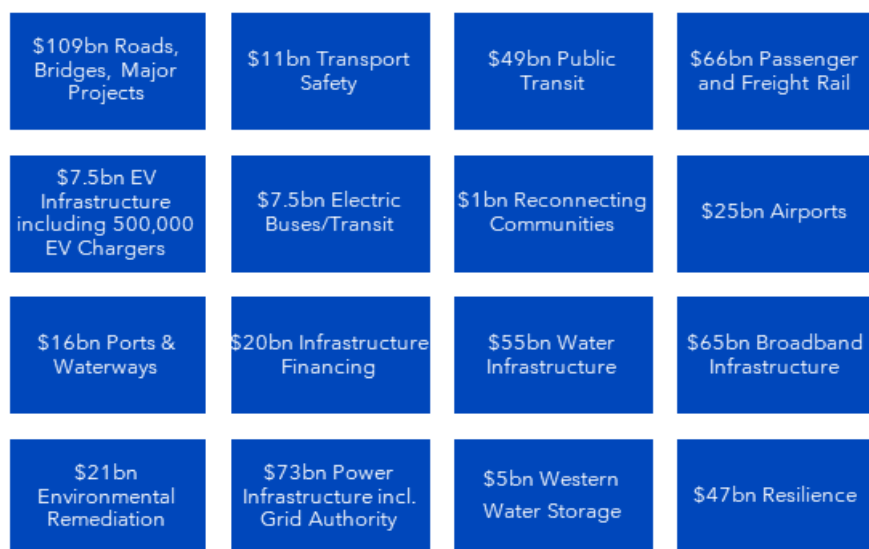 $109bn Roads,
Bridges, Major
Projects
$11bn Transport
Safety
$49bn Public
Transit
$66bn Passenger
and Freight Rail
$7.5bn EV
Infrastructure
including 500,000
EV Chargers
$7.5bn Electric
Buses/Transit
$1bn Reconnecting
Communities
$25bn Airports
$16bn Ports &
Waterways
$20bn Infrastructure
Financing
$55bn Water
Infrastructure
$65bn Broadband
Infrastructure
$21bn
Environmental
Remediation
$73bn Power
Infrastructure incl.
Grid Authority
$5bn Western
Water Storage
$47bn Resilience